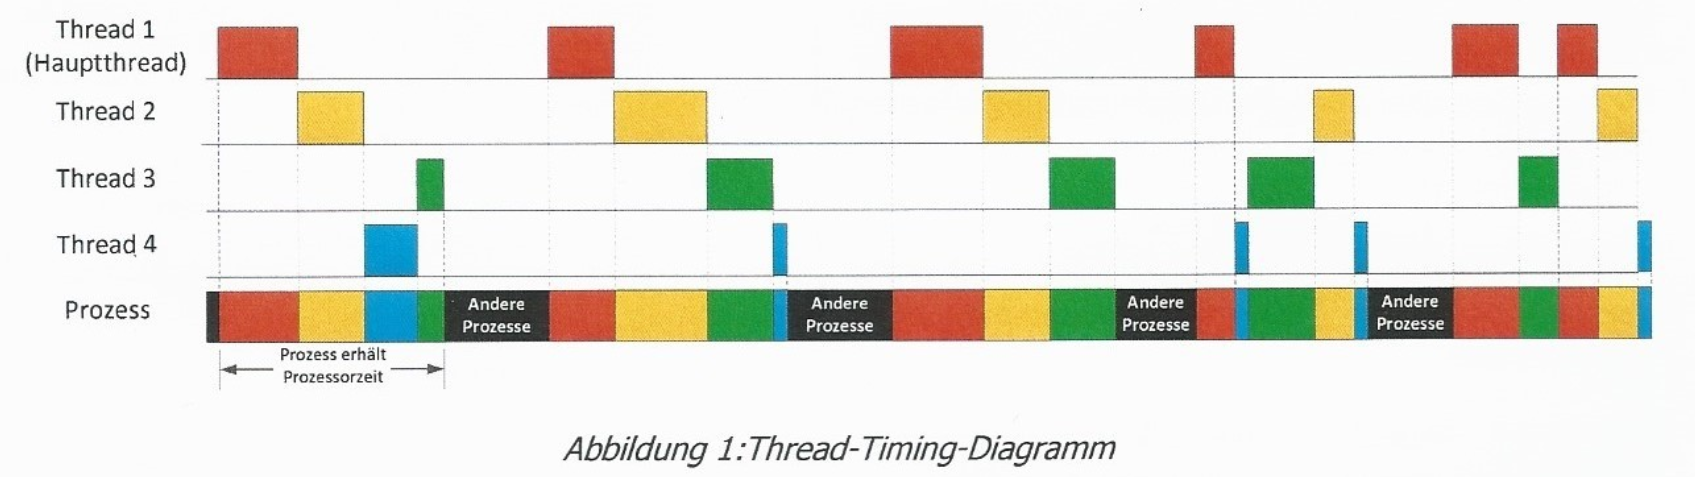 Thread 1
(Hauptthread)
Thread 2
Thread 3
Thread 4
Prozess
Andere
Prozesse
Andere
Prozesse
Andere
Prozesse
Andere
Prozesse
Prozess erhält
Prozessorzeit
Abbildung 1:Thread-Timing-Diagramm